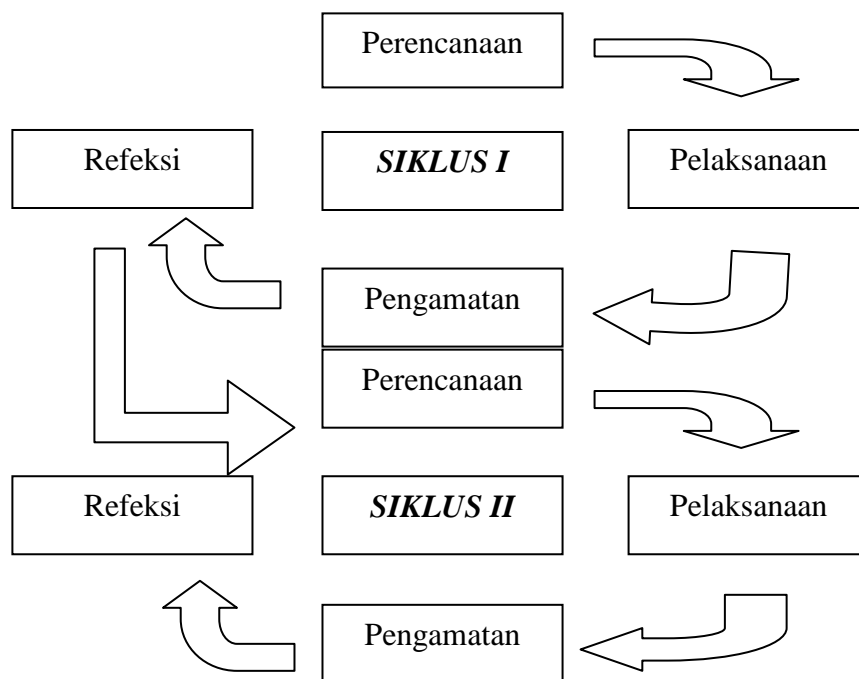 Perencanaan
Refeksi
SIKLUS I
Pelaksanaan
Pengamatan
Perencanaan
Refeksi
SIKLUS II
Pelaksanaan
Pengamatan